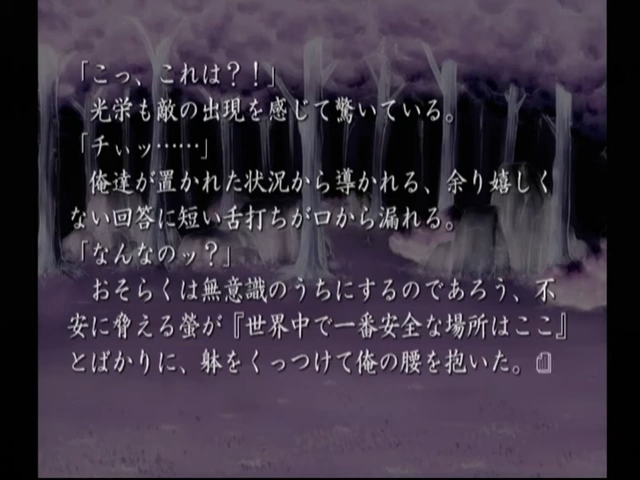 「こっ、これは？！」
光栄も敵の出現を感じて驚いている。
「チィッ……」
俺達が置かれた状況から導かれる、余り嬉しく
ない回答に短い舌打ちが口から漏れる。
「なんなのッ？」
おそらくは無意識のうちにするのであろう、不
安に脅える螢が『世界中で一番安全な場所はここ』
とばかりに、躰をくっつけて俺の腰を抱いた。